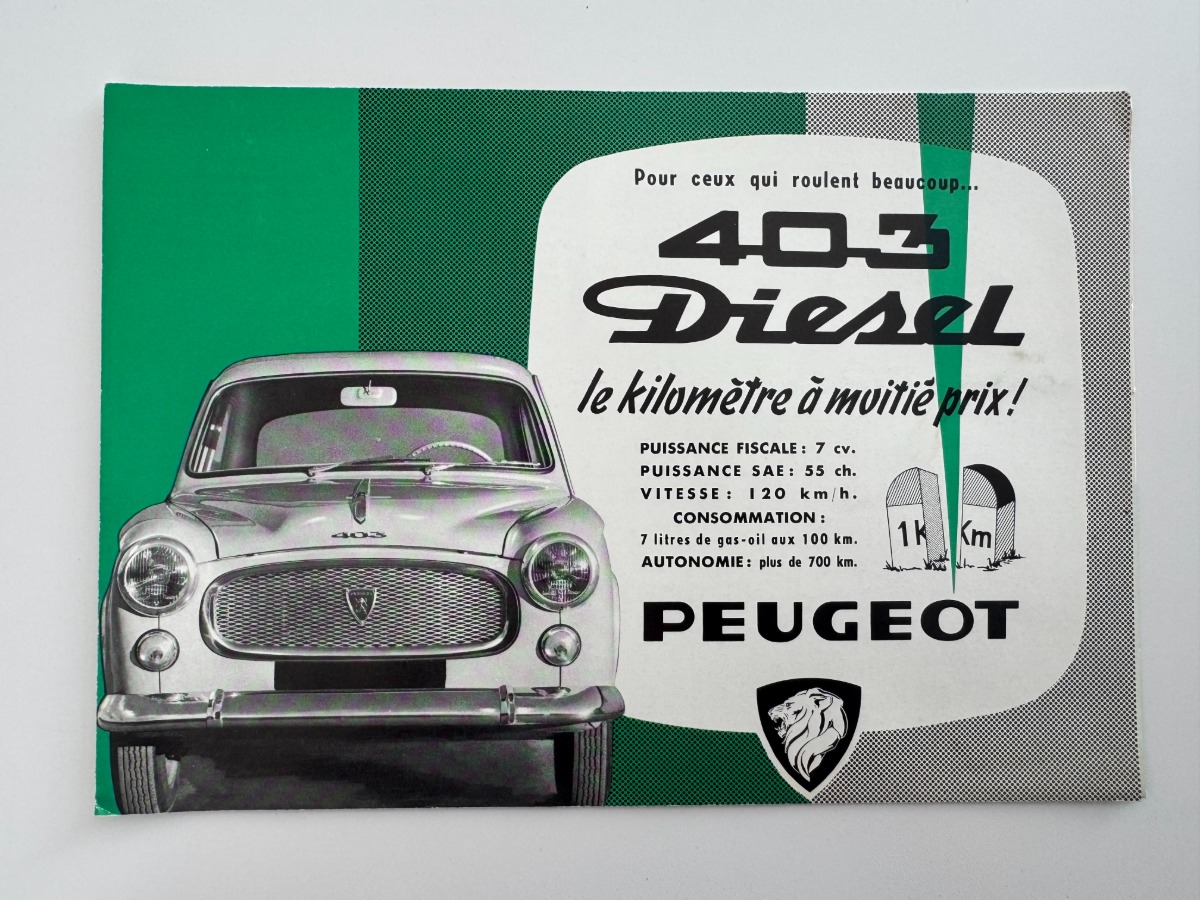 Pour ceux qui roulent beaucoup...
403
Diesel
le kilomètre à moitié prix!
PUISSANCE FISCALE: 7 cv.
PUISSANCE SAE: 55 ch.
VITESSE: 120 km/h.
CONSOMMATION:
7 litres de gas-oil aux 100 km.
AUTONOMIE: plus de 700 km.
1K Km
PEUGEOT
403